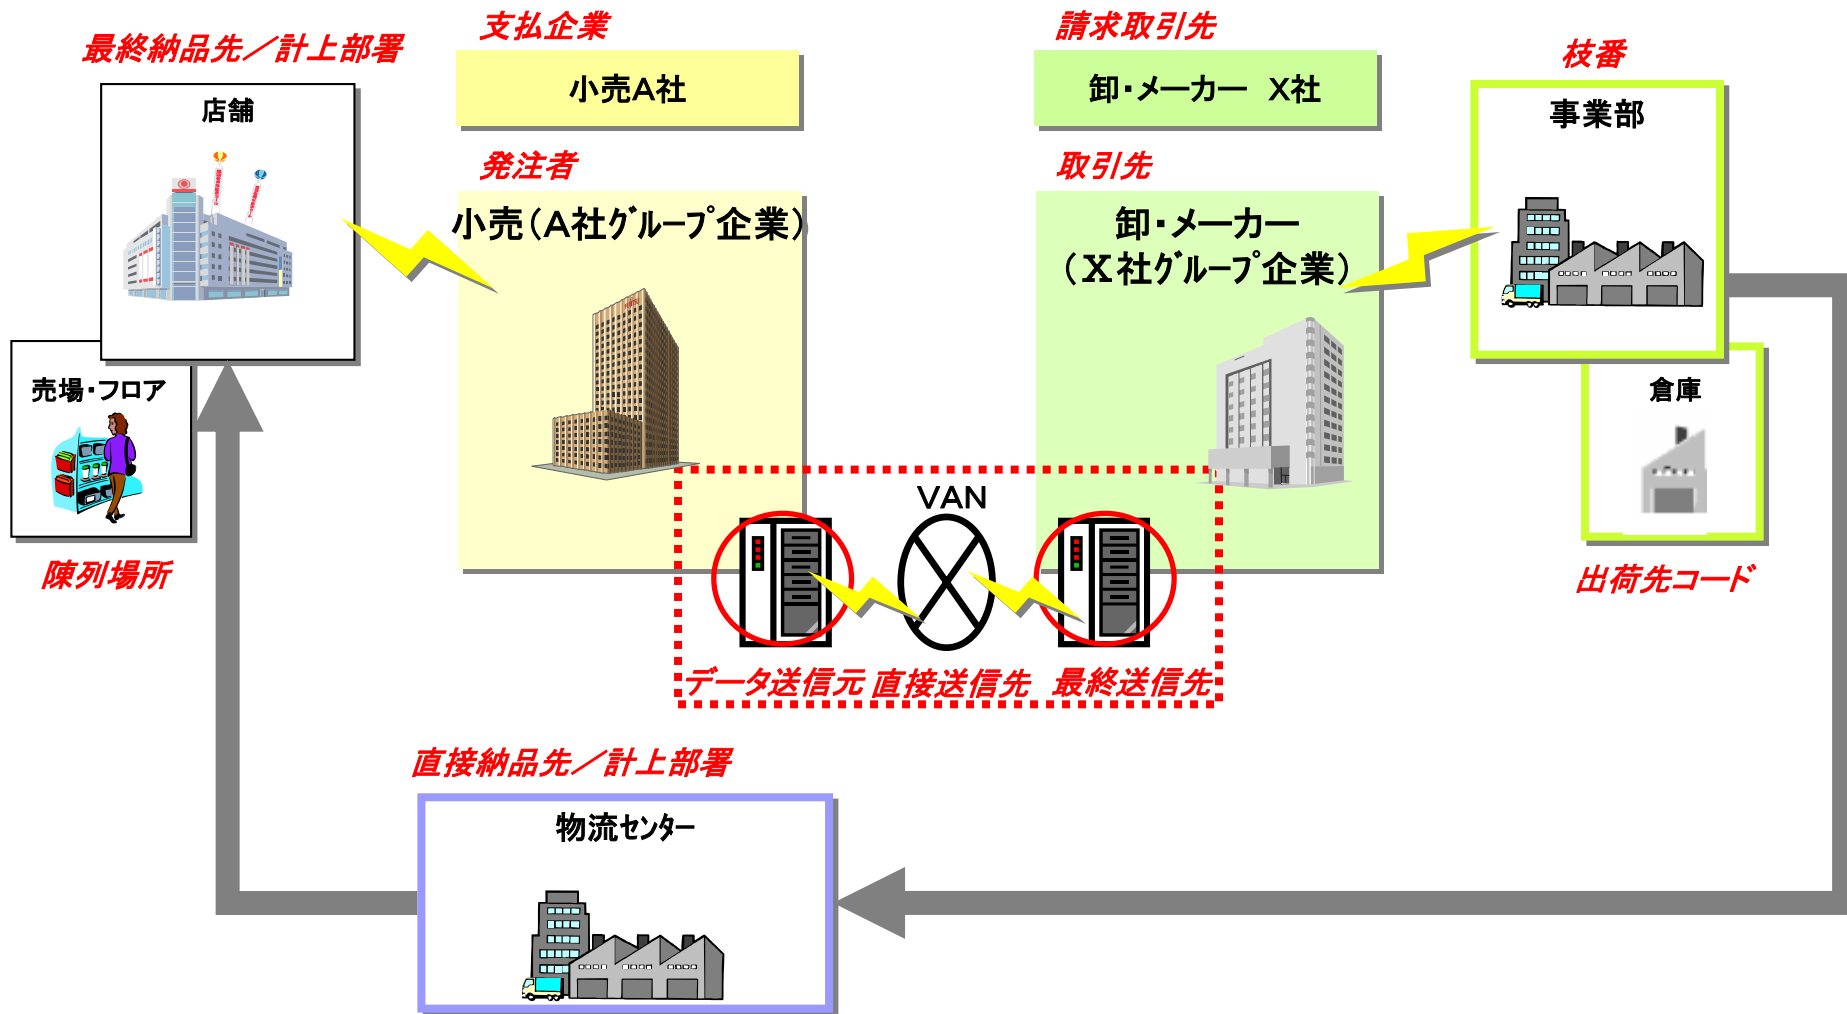 支払企業
請求取引先
最終納品先／計上部署
枝番
小売Ａ社
卸・メーカー　Ｘ社
店舗
事業部
発注者
取引先
小売（Ａ社グループ企業）
卸・メーカー
（Ｘ社グループ企業）
売場・フロア
倉庫
VAN
陳列場所
出荷先コード
データ送信元
直接送信先
最終送信先
直接納品先／計上部署
物流センター